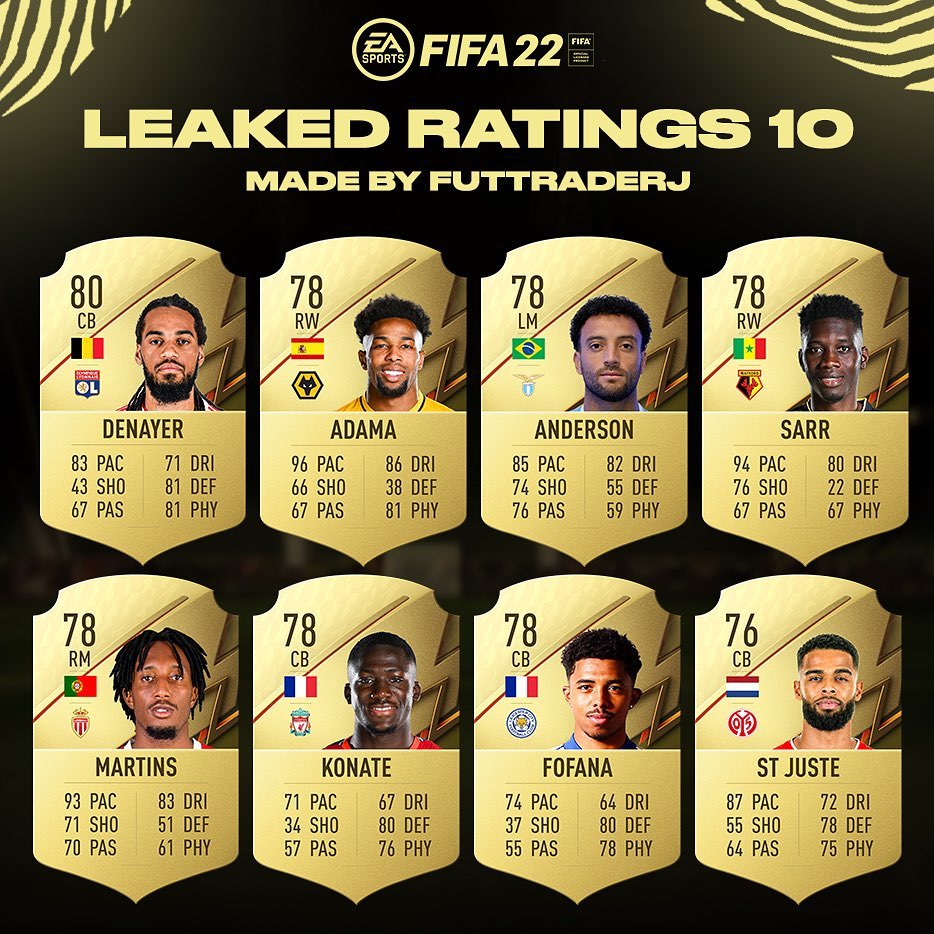 EA SPORTS FIFA 22 FIFA
LEAKED RATINGS 10
MADE BY FUTTRADERJ
80
CB
OLYMPIQUE LYONNAIS
OL
DENAYER
83 PAC 71 DRI
43 SHO 81 DEF
67 PAS 81 PHY
78
RW
ADAMA
96 PAC 86 DRI
66 SHO 38 DEF
67 PAS 81 PHY
78
LM
ANDERSON
85 PAC 82 DRI
74 SHO 55 DEF
76 PAS 59 PHY
78
RW
WATFORD
SARR
94 PAC 80 DRI
76 SHO 22 DEF
67 PAS 67 PHY
78
RM
MARTINS
93 PAC 83 DRI
71 SHO 51 DEF
70 PAS 61 PHY
78
CB
KONATE
71 PAC 67 DRI
34 SHO 80 DEF
57 PAS 76 PHY
78
CB
FOFANA
74 PAC 64 DRI
37 SHO 80 DEF
55 PAS 78 PHY
76
CB
ST JUSTE
87 PAC 72 DRI
55 SHO 78 DEF
64 PAS 75 PHY